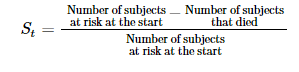 Number of subjects at risk at the start − Number of subjects that died
S_t =
Number of subjects
at risk at the start